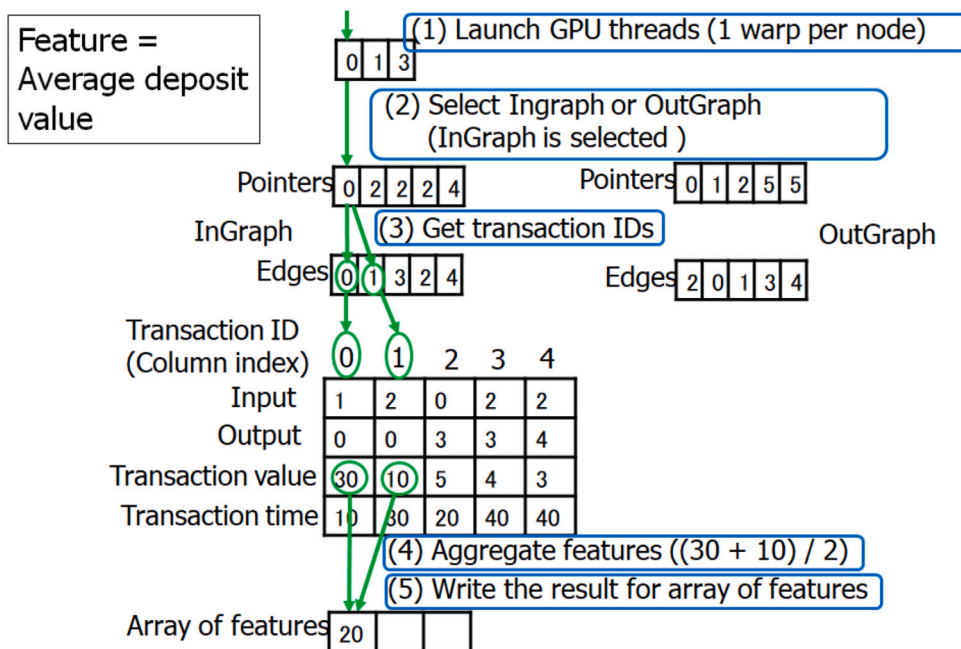 Feature =
Average deposit
value
(1) Launch GPU threads (1 warp per node)
0 1 3
(2) Select Ingraph or OutGraph
(InGraph is selected )
Pointers 0 2 2 2 4
Pointers 0 1 2 5 5
InGraph
(3) Get transaction IDs
OutGraph
Edges 0 1 3 2 4
Edges 2 0 1 3 4
Transaction ID
(Column index) 0 1 2 3 4
Input 1 2 0 2 2
Output 0 0 3 3 4
Transaction value 30 10 5 4 3
Transaction time 10 30 20 40 40
(4) Aggregate features ((30 + 10) / 2)
(5) Write the result for array of features
Array of features 20